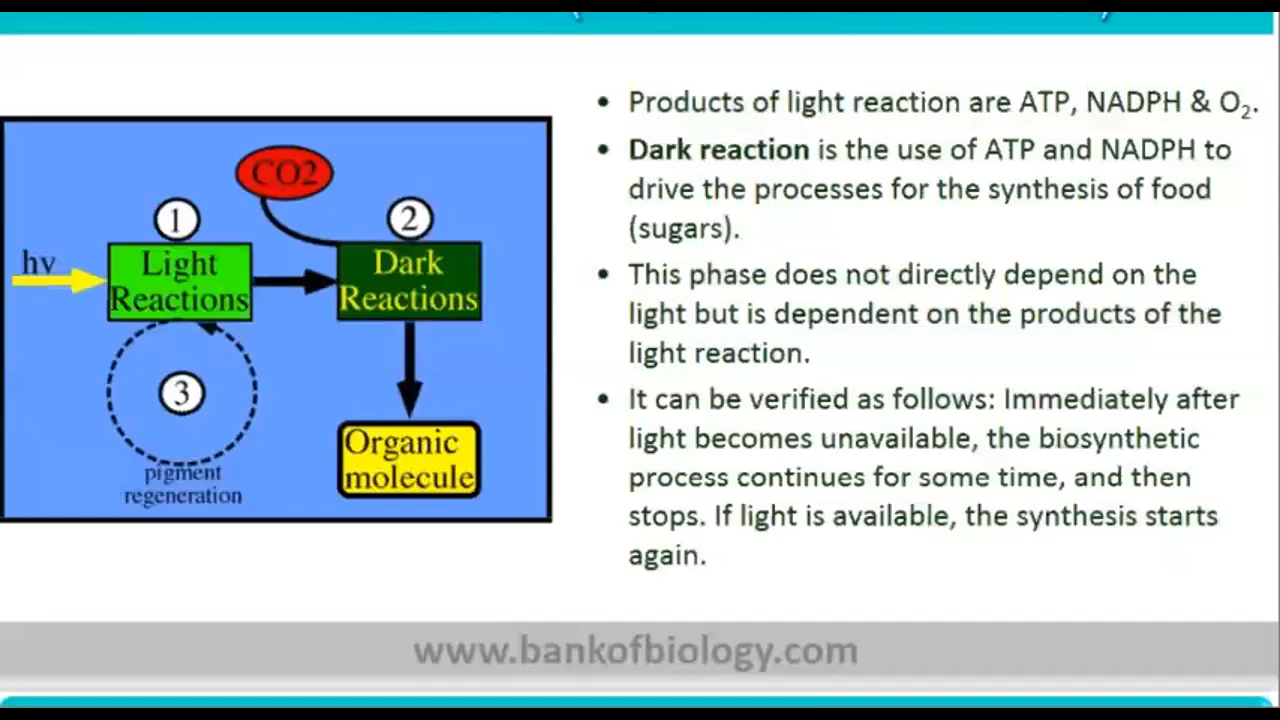 CO2
1
2
hν
Light
Reactions
Dark
Reactions
3
pigment
regeneration
Organic
molecule
• Products of light reaction are ATP, NADPH & O₂.
• Dark reaction is the use of ATP and NADPH to
drive the processes for the synthesis of food
(sugars).
• This phase does not directly depend on the
light but is dependent on the products of the
light reaction.
• It can be verified as follows: Immediately after
light becomes unavailable, the biosynthetic
process continues for some time, and then
stops. If light is available, the synthesis starts
again.
www.bankofbiology.com